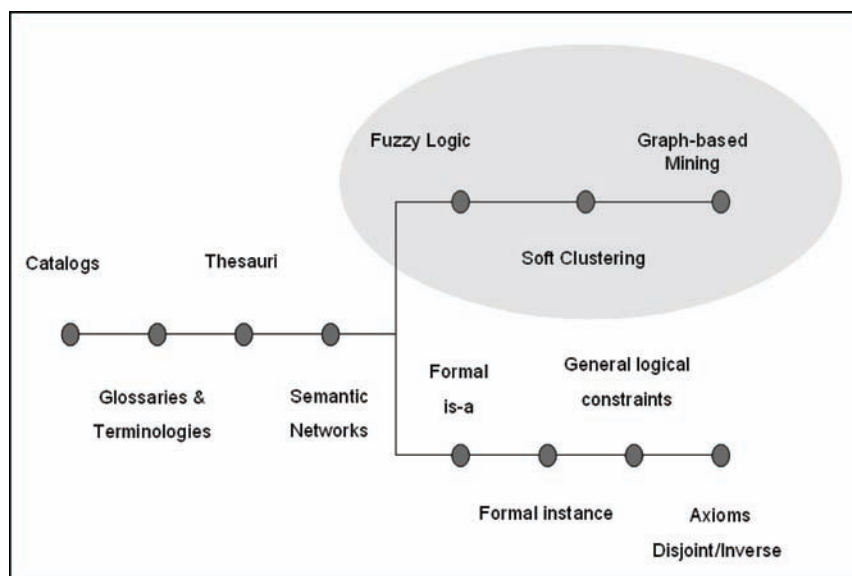 Fuzzy Logic
Graph-based
Mining
Soft Clustering
Catalogs
Thesauri
Glossaries &
Terminologies
Semantic
Networks
Formal
is-a
General logical
constraints
Formal instance
Axioms
Disjoint/Inverse